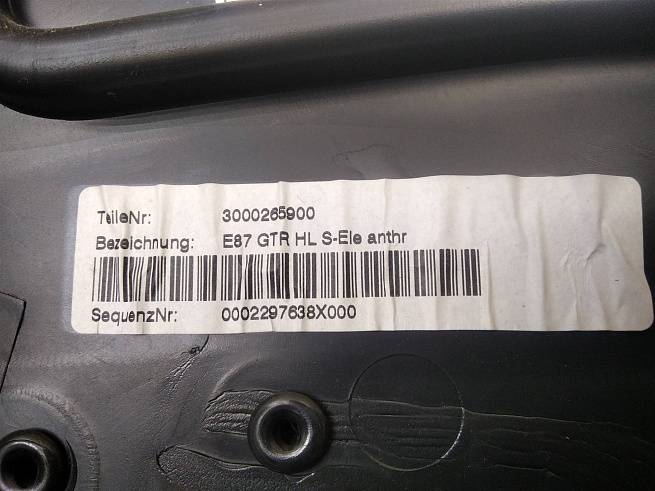 TeileNr: 3000265900
Bezeichnung: E87 GTR HL S-Ele anthr
SequenzNr: 0002297638X000